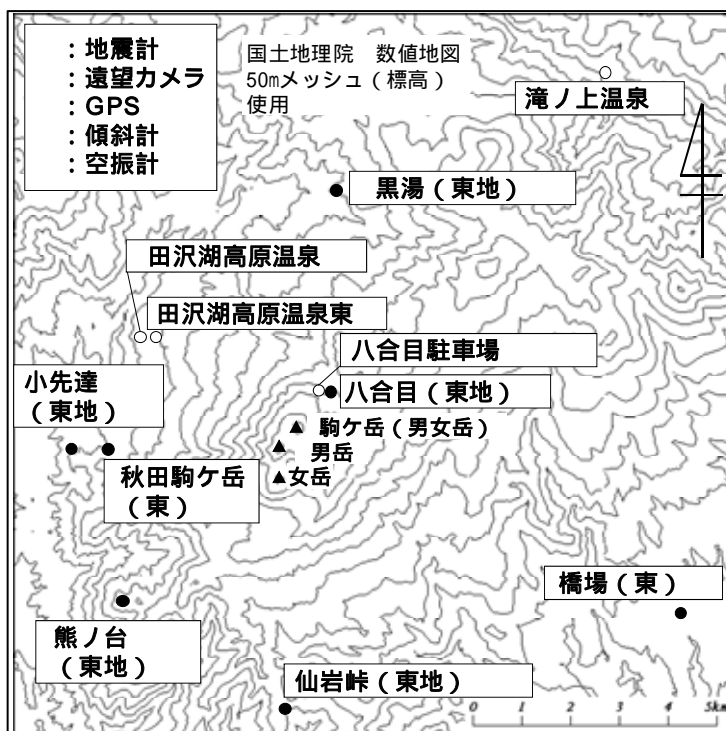 ：地震計
：遠望カメラ
：GPS
：傾斜計
：空振計
国土地理院　数値地図
50mメッシュ（標高）
使用
滝ノ上温泉
黒湯（東地）
田沢湖高原温泉
田沢湖高原温泉東
八合目駐車場
八合目（東地）
小先達
（東地）
駒ケ岳（男女岳）
男岳
女岳
秋田駒ケ岳
（東）
橋場（東）
熊ノ台
（東地）
仙岩峠（東地）
0 1 2 3 4 5km